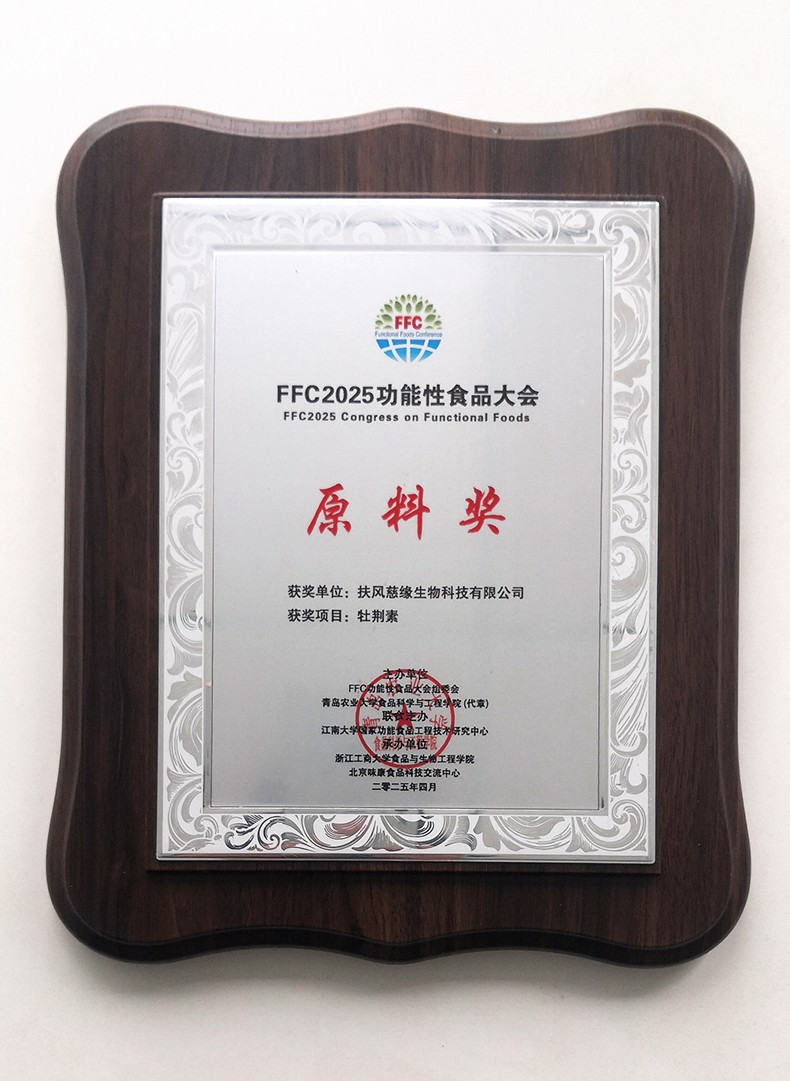 FFC
Functional Foods Conference
FFC2025功能性食品大会
FFC2025 Congress on Functional Foods
原料奖
获奖单位：扶风慈缘生物科技有限公司
获奖项目：牡荆素
主办单位
FFC功能性食品大会组委会
青岛农业大学食品科学与工程学院(代章)
联合主办
江南大学国家功能食品工程技术研究中心
承办单位
浙江工商大学食品与生物工程学院
北京味康食品科技交流中心
二零二五年四月